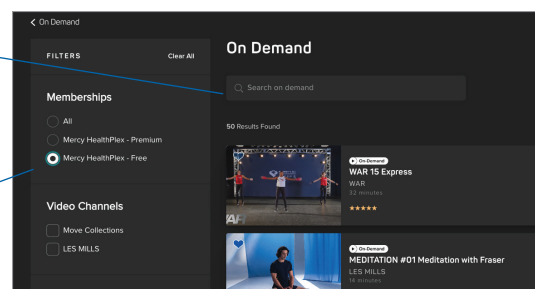 On Demand
FILTERS
Clear All
Memberships
All
Mercy HealthPlex - Premium
Mercy HealthPlex - Free
Video Channels
Move Collections
LES MILLS
On Demand
Search on demand
50 Results Found
On-Demand
WAR 15 Express
WAR
32 minutes
On-Demand
MEDITATION #01 Meditation with Fraser
LES MILLS
14 minutes